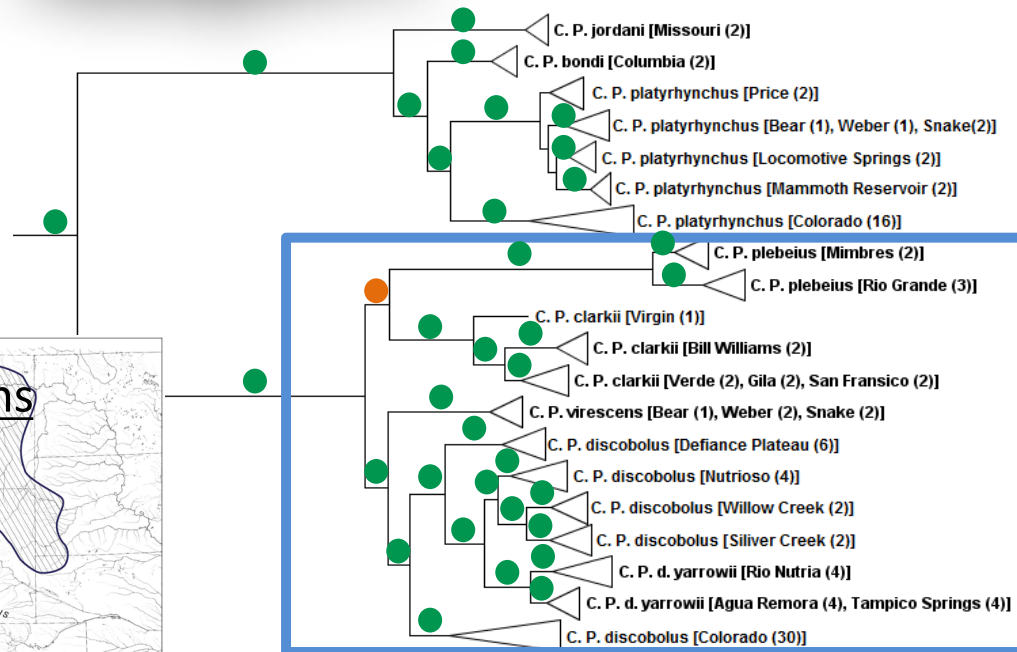 C. P. jordani [Missouri (2)]
C. P. bondi [Columbia (2)]
C. P. platyrhynchus [Price (2)]
C. P. platyrhynchus [Bear (1), Weber (1), Snake(2)]
C. P. platyrhynchus [Locomotive Springs (2)]
C. P. platyrhynchus [Mammoth Reservoir (2)]
C. P. platyrhynchus [Colorado (16)]
C. P. plebeius [Mimbres (2)]
C. P. plebeius [Rio Grande (3)]
C. P. clarkii [Virgin (1)]
C. P. clarkii [Bill Williams (2)]
C. P. clarkii [Verde (2), Gila (2), San Fransico (2)]
C. P. virescens [Bear (1), Weber (2), Snake (2)]
C. P. discobolus [Defiance Plateau (6)]
C. P. discobolus [Nutrioso (4)]
C. P. discobolus [Willow Creek (2)]
C. P. discobolus [Siliver Creek (2)]
C. P. d. yarrowii [Rio Nutria (4)]
C. P. d. yarrowii [Agua Remora (4), Tampico Springs (4)]
C. P. discobolus [Colorado (30)]
ns